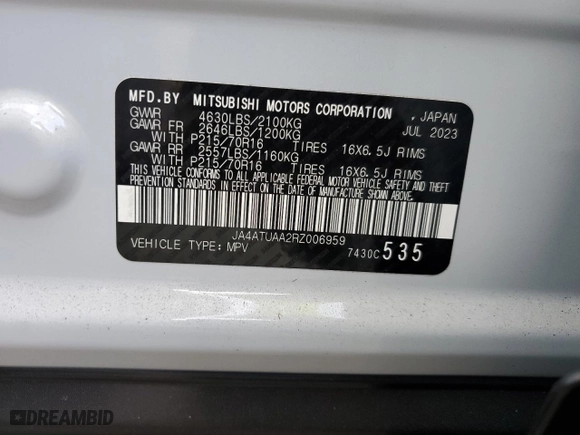 MFD.BY MITSUBISHI MOTORS CORPORATION , JAPAN
GVWR 4630LBS/2100KG JUL 2023
GAWR FR 2646LBS/1200KG
WITH P215/70R16 TIRES 16X6.5J RIMS
GAWR RR 2557LBS/1160KG
WITH P215/70R16 TIRES 16X6.5J RIMS
THIS VEHICLE CONFORMS TO ALL APPLICABLE FEDERAL MOTOR VEHICLE SAFETY AND THEFT
PREVENTION STANDARDS IN EFFECT ON THE DATE OF MANUFACTURE SHOWN ABOVE.
JA4ATUAA2RZ006959
VEHICLE TYPE: MPV 7430C 535
DREAMBID